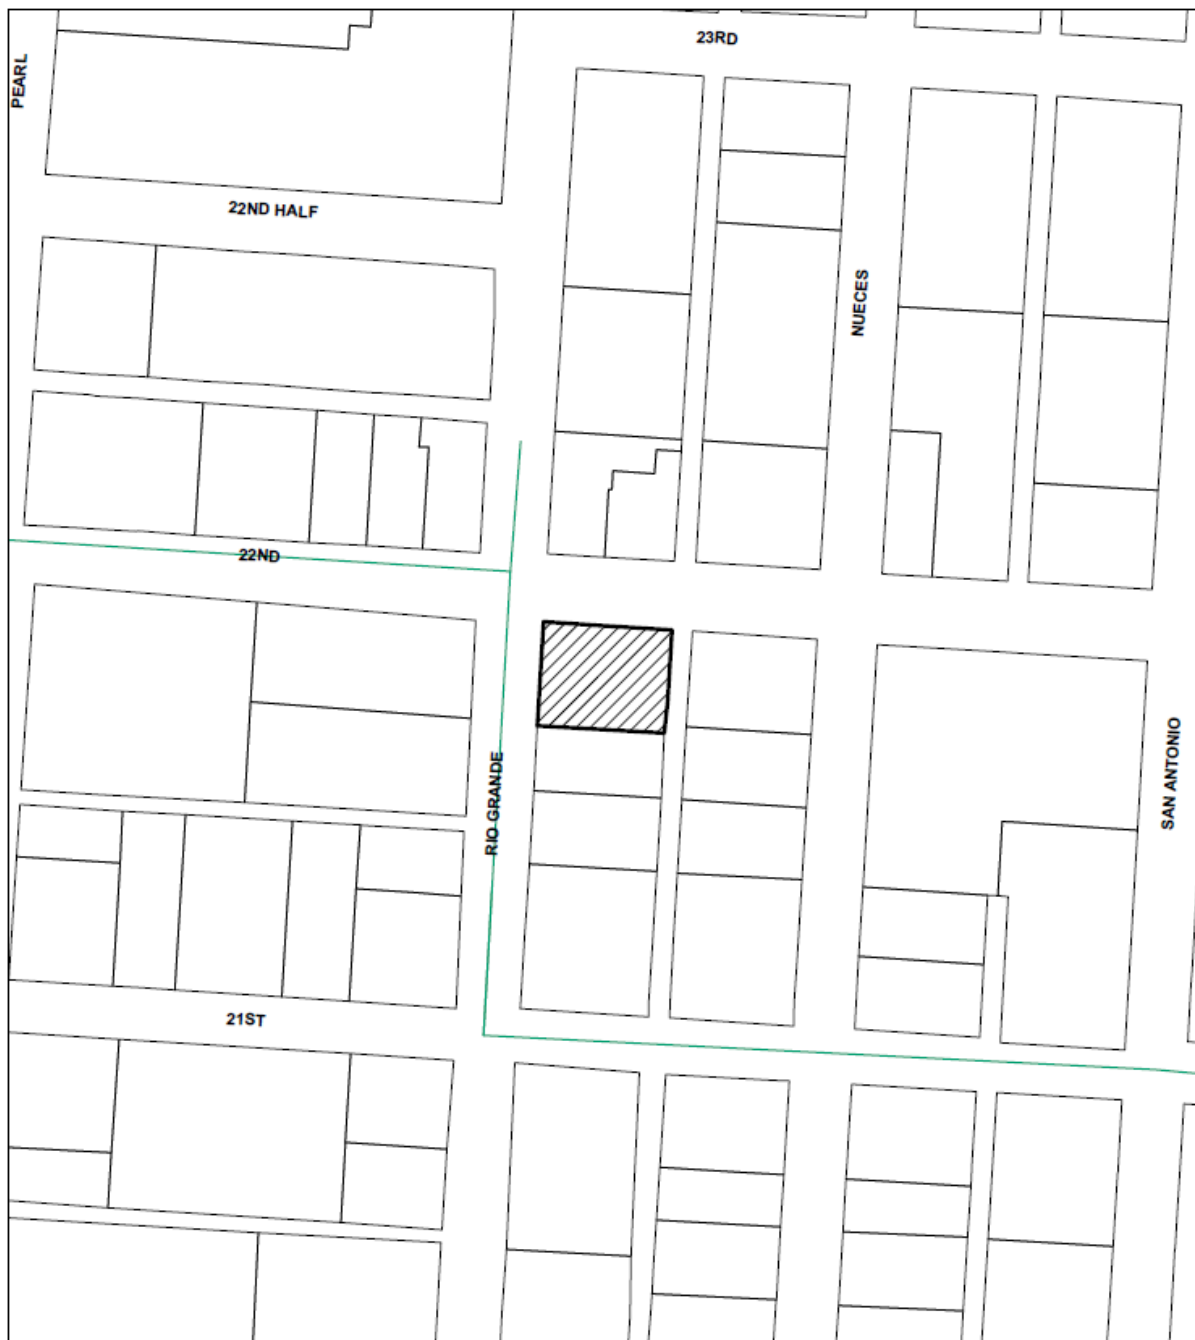 23RD
PEARL
22ND HALF
NUECES
22ND
SAN ANTONIO
RIO GRANDE
21ST